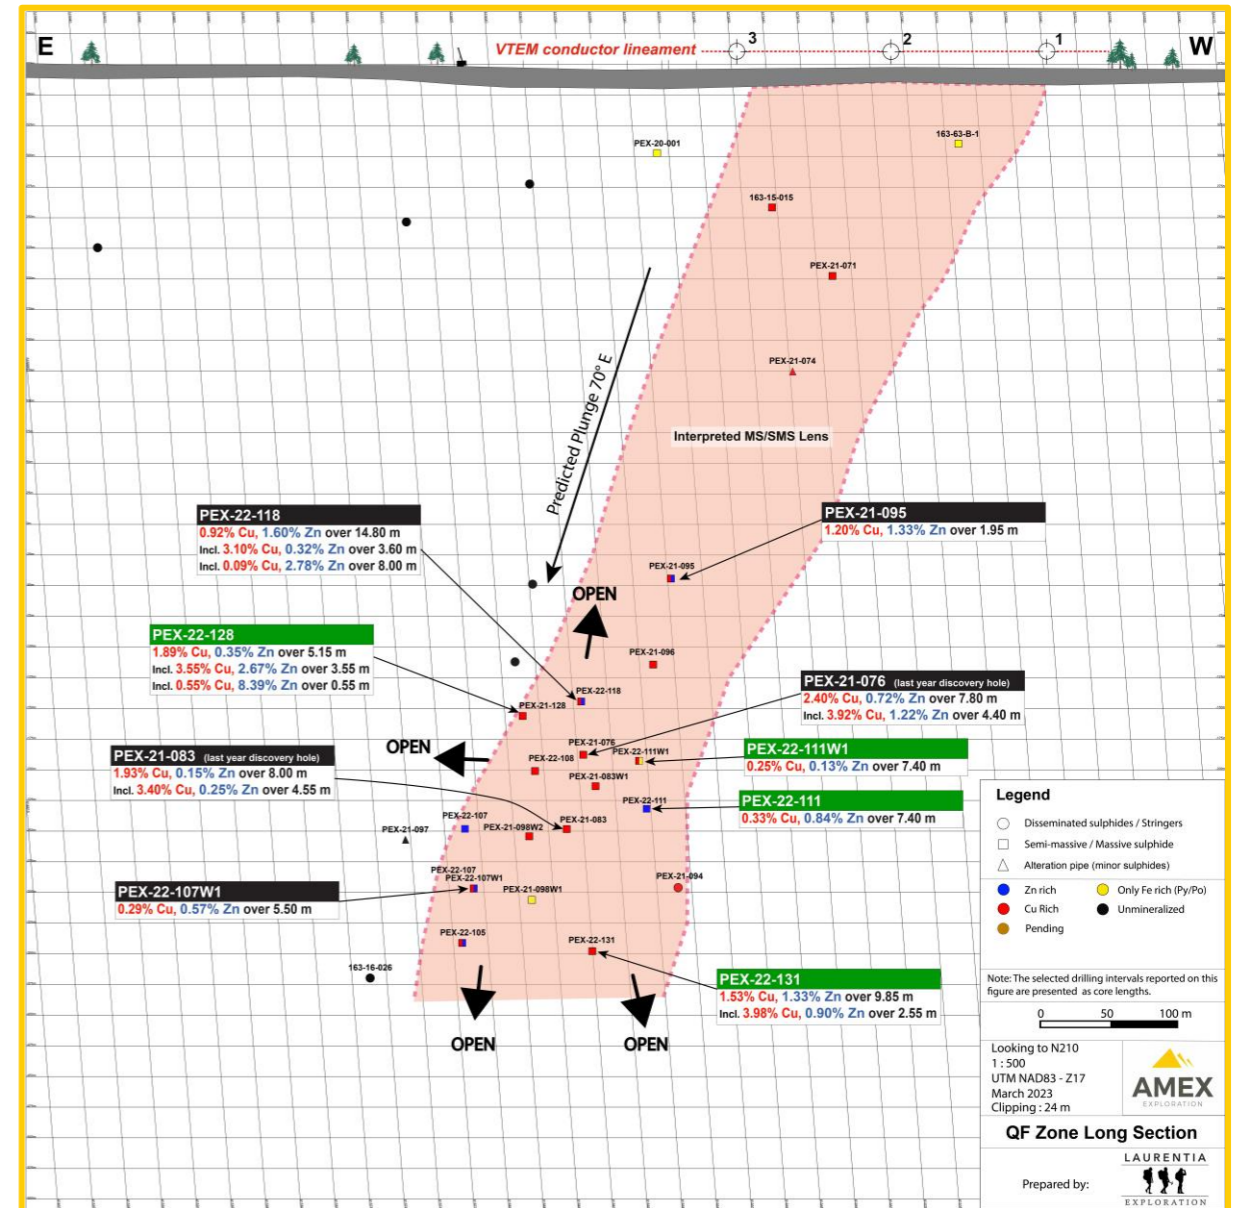 E
VTEM conductor lineament
3
2
1
W
PEX-20-001
163-63-B-1
163-15-015
PEX-21-071
PEX-21-074
Predicted Plunge 70° E
Interpreted MS/SMS Lens
PEX-22-118
0.92% Cu, 1.60% Zn over 14.80 m
Incl. 3.10% Cu, 0.32% Zn over 3.60 m
Incl. 0.09% Cu, 2.78% Zn over 8.00 m
PEX-21-095
1.20% Cu, 1.33% Zn over 1.95 m
PEX-21-095
OPEN
PEX-22-128
1.89% Cu, 0.35% Zn over 5.15 m
Incl. 3.55% Cu, 2.67% Zn over 3.55 m
Incl. 0.55% Cu, 8.39% Zn over 0.55 m
PEX-21-096
PEX-21-076 (last year discovery hole)
2.40% Cu, 0.72% Zn over 7.80 m
Incl. 3.92% Cu, 1.22% Zn over 4.40 m
PEX-22-118
PEX-21-128
OPEN
PEX-21-076
PEX-22-108
PEX-22-111W1
PEX-21-083W1
PEX-22-111W1
0.25% Cu, 0.13% Zn over 7.40 m
PEX-21-083 (last year discovery hole)
1.93% Cu, 0.15% Zn over 8.00 m
Incl. 3.40% Cu, 0.25% Zn over 4.55 m
PEX-22-111
PEX-22-111
0.33% Cu, 0.84% Zn over 7.40 m
PEX-22-107
PEX-21-083
PEX-21-098W2
PEX-21-097
PEX-22-107
PEX-22-107W1
PEX-21-094
PEX-21-098W1
PEX-22-107W1
0.29% Cu, 0.57% Zn over 5.50 m
PEX-22-105
PEX-22-131
163-16-026
PEX-22-131
1.53% Cu, 1.33% Zn over 9.85 m
Incl. 3.98% Cu, 0.90% Zn over 2.55 m
OPEN
OPEN
Legend
Disseminated sulphides / Stringers
Semi-massive / Massive sulphide
Alteration pipe (minor sulphides)
Zn rich
Only Fe rich (Py/Po)
Cu Rich
Unmineralized
Pending
Note: The selected drilling intervals reported on this
figure are presented as core lengths.
0 50 100 m
Looking to N210
1 : 500
UTM NAD83 - Z17
March 2023
Clipping : 24 m
AMEX
EXPLORATION
QF Zone Long Section
Prepared by:
LAURENTIA
EXPLORATION